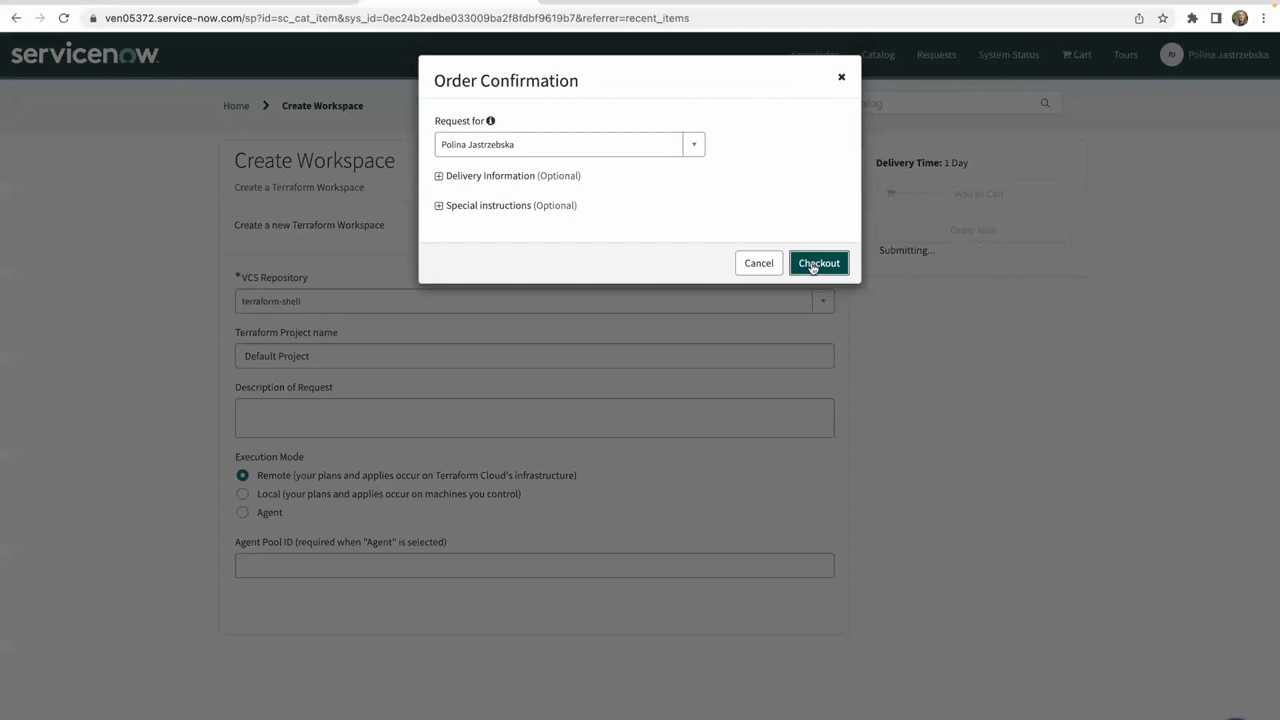 ven05372.service-now.com/sp?id=sc_cat_item&sys_id=0ec24b2edbe033009ba2f8fdbf9619b7&referrer=recent_items
servicenow
Knowledge Catalog Requests System Status Cart Tours PJ Polina Jastrzebska
Order Confirmation
Request for
Polina Jastrzebska
Delivery Information (Optional)
Special instructions (Optional)
Cancel Checkout
Home Create Workspace
Create Workspace
Create a Terraform Workspace
Create a new Terraform Workspace
* VCS Repository
terraform-shell
Terraform Project name
Default Project
Description of Request
Execution Mode
Remote (your plans and applies occur on Terraform Cloud's infrastructure)
Local (your plans and applies occur on machines you control)
Agent
Agent Pool ID (required when "Agent" is selected)
Delivery Time: 1 Day
Add to Cart
Order Now
Submitting...